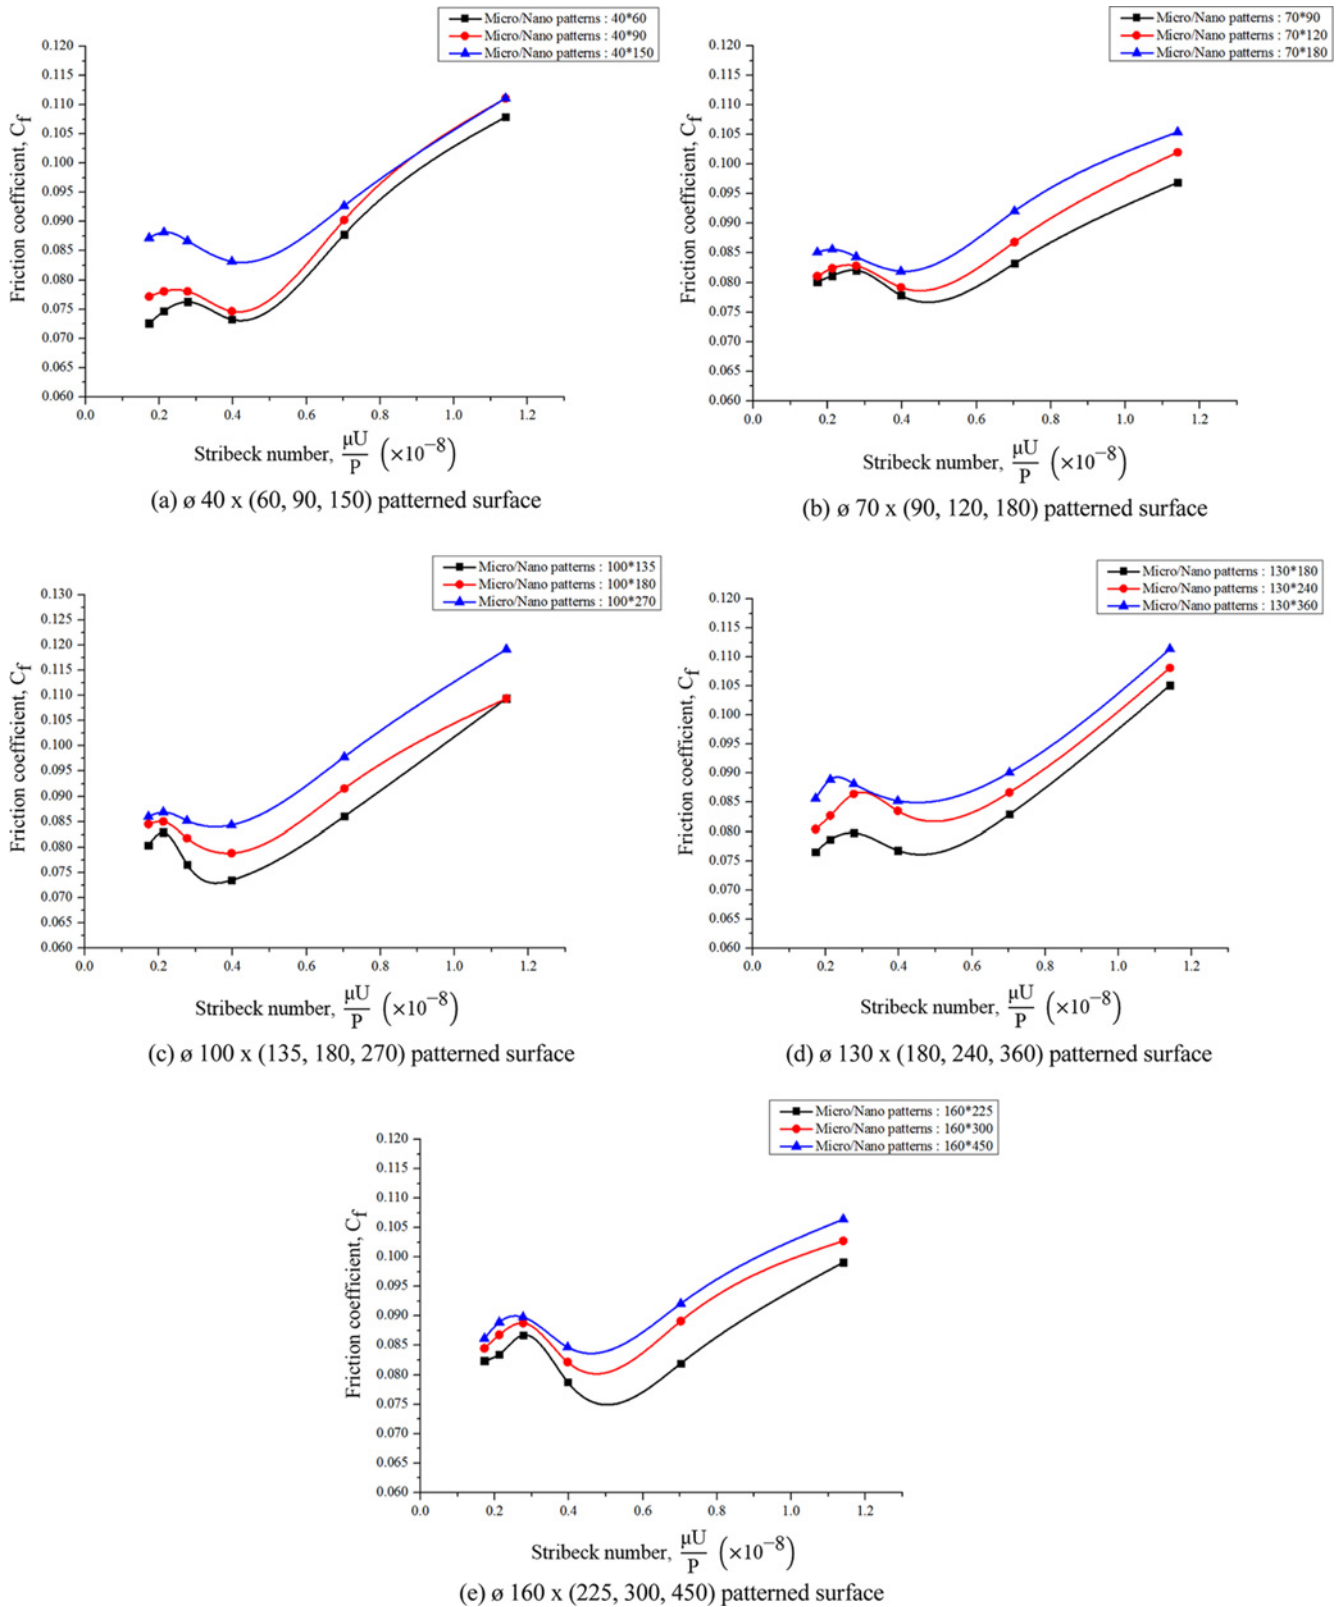 Micro/Nano patterns : 40*60
Micro/Nano patterns : 40*90
Micro/Nano patterns : 40*150
0.120
0.115
0.110
0.105
0.100
0.095
0.090
0.085
0.080
0.075
0.070
0.065
0.060
Friction coefficient, Cf
0.0 0.2 0.4 0.6 0.8 1.0 1.2
Stribeck number, μU/P (×10−8)
(a) ø 40 x (60, 90, 150) patterned surface
Micro/Nano patterns : 70*90
Micro/Nano patterns : 70*120
Micro/Nano patterns : 70*180
0.120
0.115
0.110
0.105
0.100
0.095
0.090
0.085
0.080
0.075
0.070
0.065
0.060
Friction coefficient, Cf
0.0 0.2 0.4 0.6 0.8 1.0 1.2
Stribeck number, μU/P (×10−8)
(b) ø 70 x (90, 120, 180) patterned surface
Micro/Nano patterns : 100*135
Micro/Nano patterns : 100*180
Micro/Nano patterns : 100*270
0.130
0.125
0.120
0.115
0.110
0.105
0.100
0.095
0.090
0.085
0.080
0.075
0.070
0.065
0.060
Friction coefficient, Cf
0.0 0.2 0.4 0.6 0.8 1.0 1.2
Stribeck number, μU/P (×10−8)
(c) ø 100 x (135, 180, 270) patterned surface
Micro/Nano patterns : 130*180
Micro/Nano patterns : 130*240
Micro/Nano patterns : 130*360
0.120
0.115
0.110
0.105
0.100
0.095
0.090
0.085
0.080
0.075
0.070
0.065
0.060
Friction coefficient, Cf
0.0 0.2 0.4 0.6 0.8 1.0 1.2
Stribeck number, μU/P (×10−8)
(d) ø 130 x (180, 240, 360) patterned surface
Micro/Nano patterns : 160*225
Micro/Nano patterns : 160*300
Micro/Nano patterns : 160*450
0.120
0.115
0.110
0.105
0.100
0.095
0.090
0.085
0.080
0.075
0.070
0.065
0.060
Friction coefficient, Cf
0.0 0.2 0.4 0.6 0.8 1.0 1.2
Stribeck number, μU/P (×10−8)
(e) ø 160 x (225, 300, 450) patterned surface